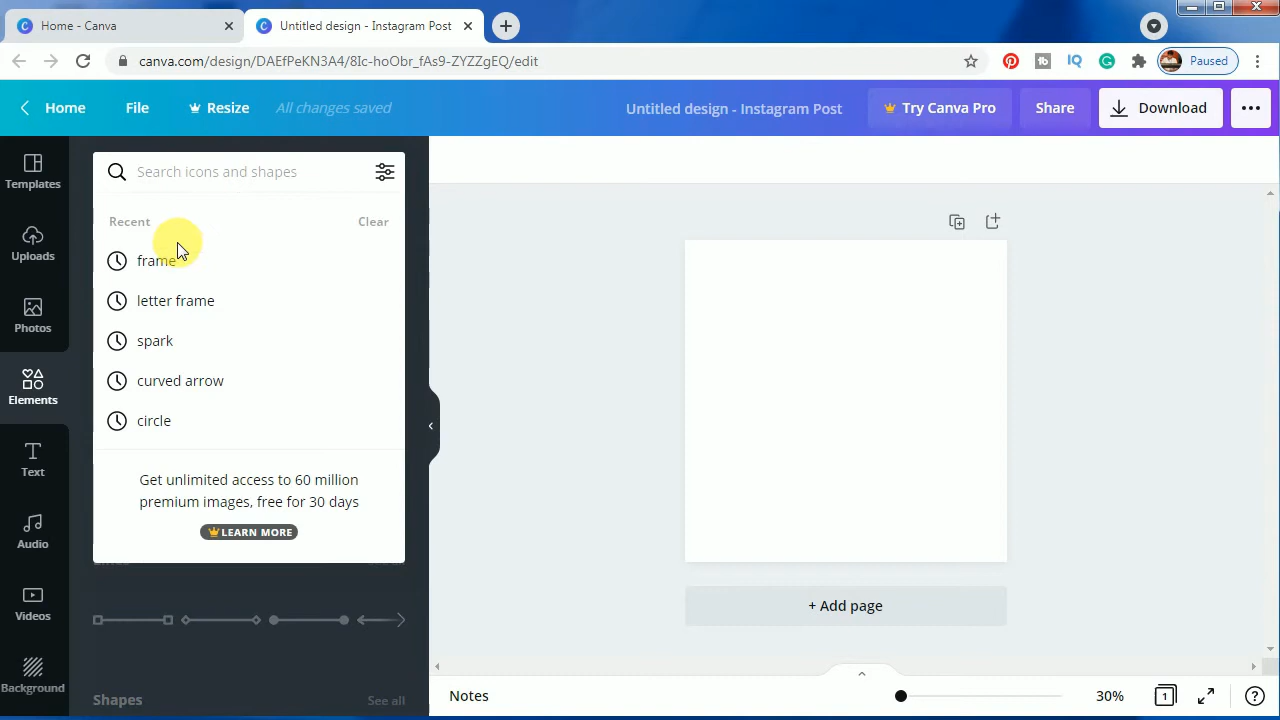 Home - Canva
Untitled design - Instagram Post
canva.com/design/DAEfPeKN3A4/8Ic-hoObr_fAs9-ZYZZgEQ/edit
Paused
Home
File
Resize
All changes saved
Untitled design - Instagram Post
Try Canva Pro
Share
Download
Templates
Uploads
Photos
Elements
Text
Audio
Videos
Background
Search icons and shapes
Recent
Clear
frame
letter frame
spark
curved arrow
circle
Get unlimited access to 60 million
premium images, free for 30 days
LEARN MORE
Shapes
See all
+ Add page
Notes
30%
1